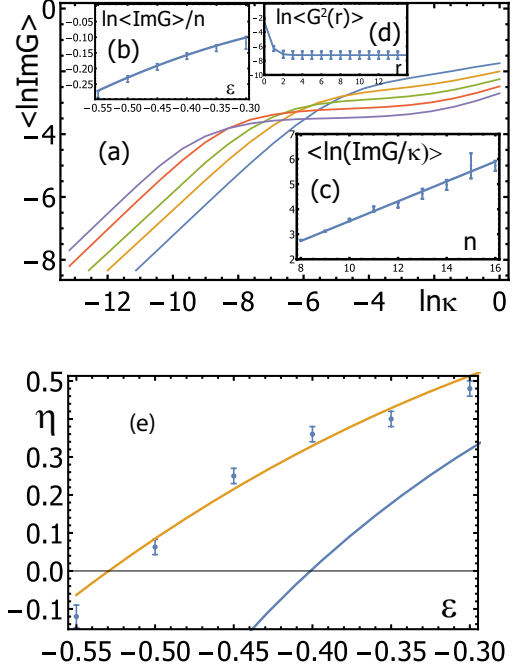 <lnImG>
0
−2
−4
−6
−8
ln<ImG>/n
(b)
-0.05
-0.10
-0.15
-0.20
-0.25
ε
-0.55 -0.50 -0.45 -0.40 -0.35 -0.30
ln<G²(r)>
(d)
-2
-4
-6
-8
-10
0 2 4 6 8 10 12 r
(a)
<ln(ImG/κ)>
(c)
7
6
5
4
3
2
n
8 10 12 14 16
−12 −10 −8 −6 −4 lnκ 0
η
(e)
0.5
0.3
0.2
0.1
0.0
−0.1
ε
−0.55 −0.50 −0.45 −0.40 −0.35 −0.30